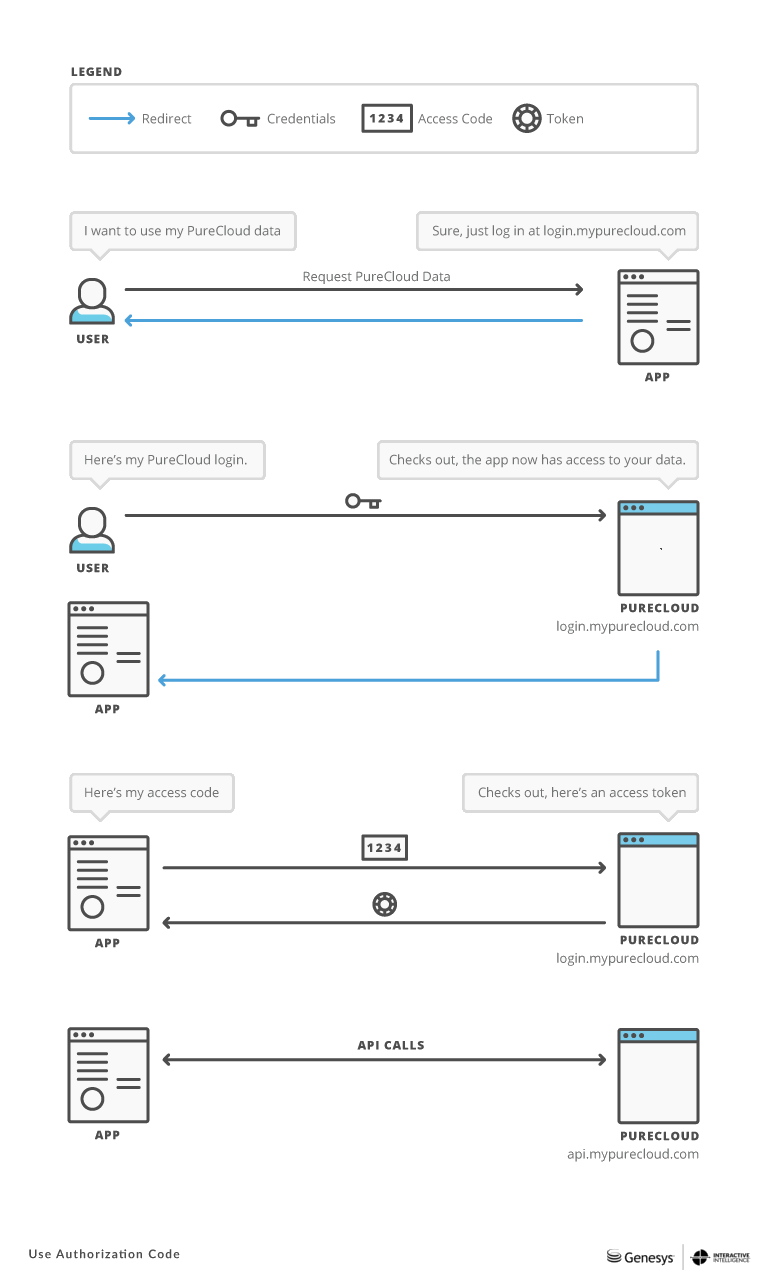 LEGEND
Redirect
Credentials
1234
Access Code
Token
I want to use my PureCloud data
Sure, just log in at login.mypurecloud.com
Request PureCloud Data
USER
APP
Here's my PureCloud login.
Checks out, the app now has access to your data.
USER
PURECLOUD
login.mypurecloud.com
APP
Here's my access code
Checks out, here's an access token
1234
APP
PURECLOUD
login.mypurecloud.com
API CALLS
APP
PURECLOUD
api.mypurecloud.com
Use Authorization Code
Genesys
INTERACTIVE
INTELLIGENCE